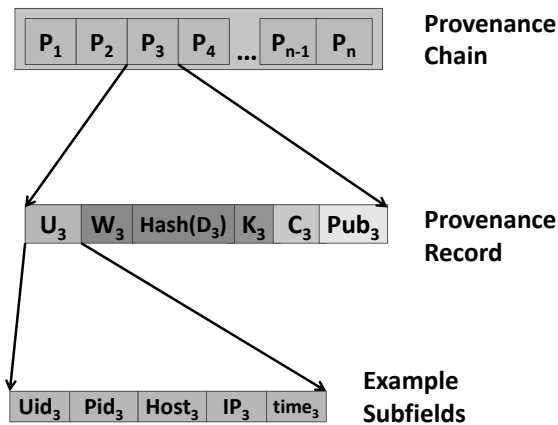 P₁ P₂ P₃ P₄ ... Pₙ₋₁ Pₙ
Provenance
Chain
U₃ W₃ Hash(D₃) K₃ C₃ Pub₃
Provenance
Record
Uid₃ Pid₃ Host₃ IP₃ time₃
Example
Subfields